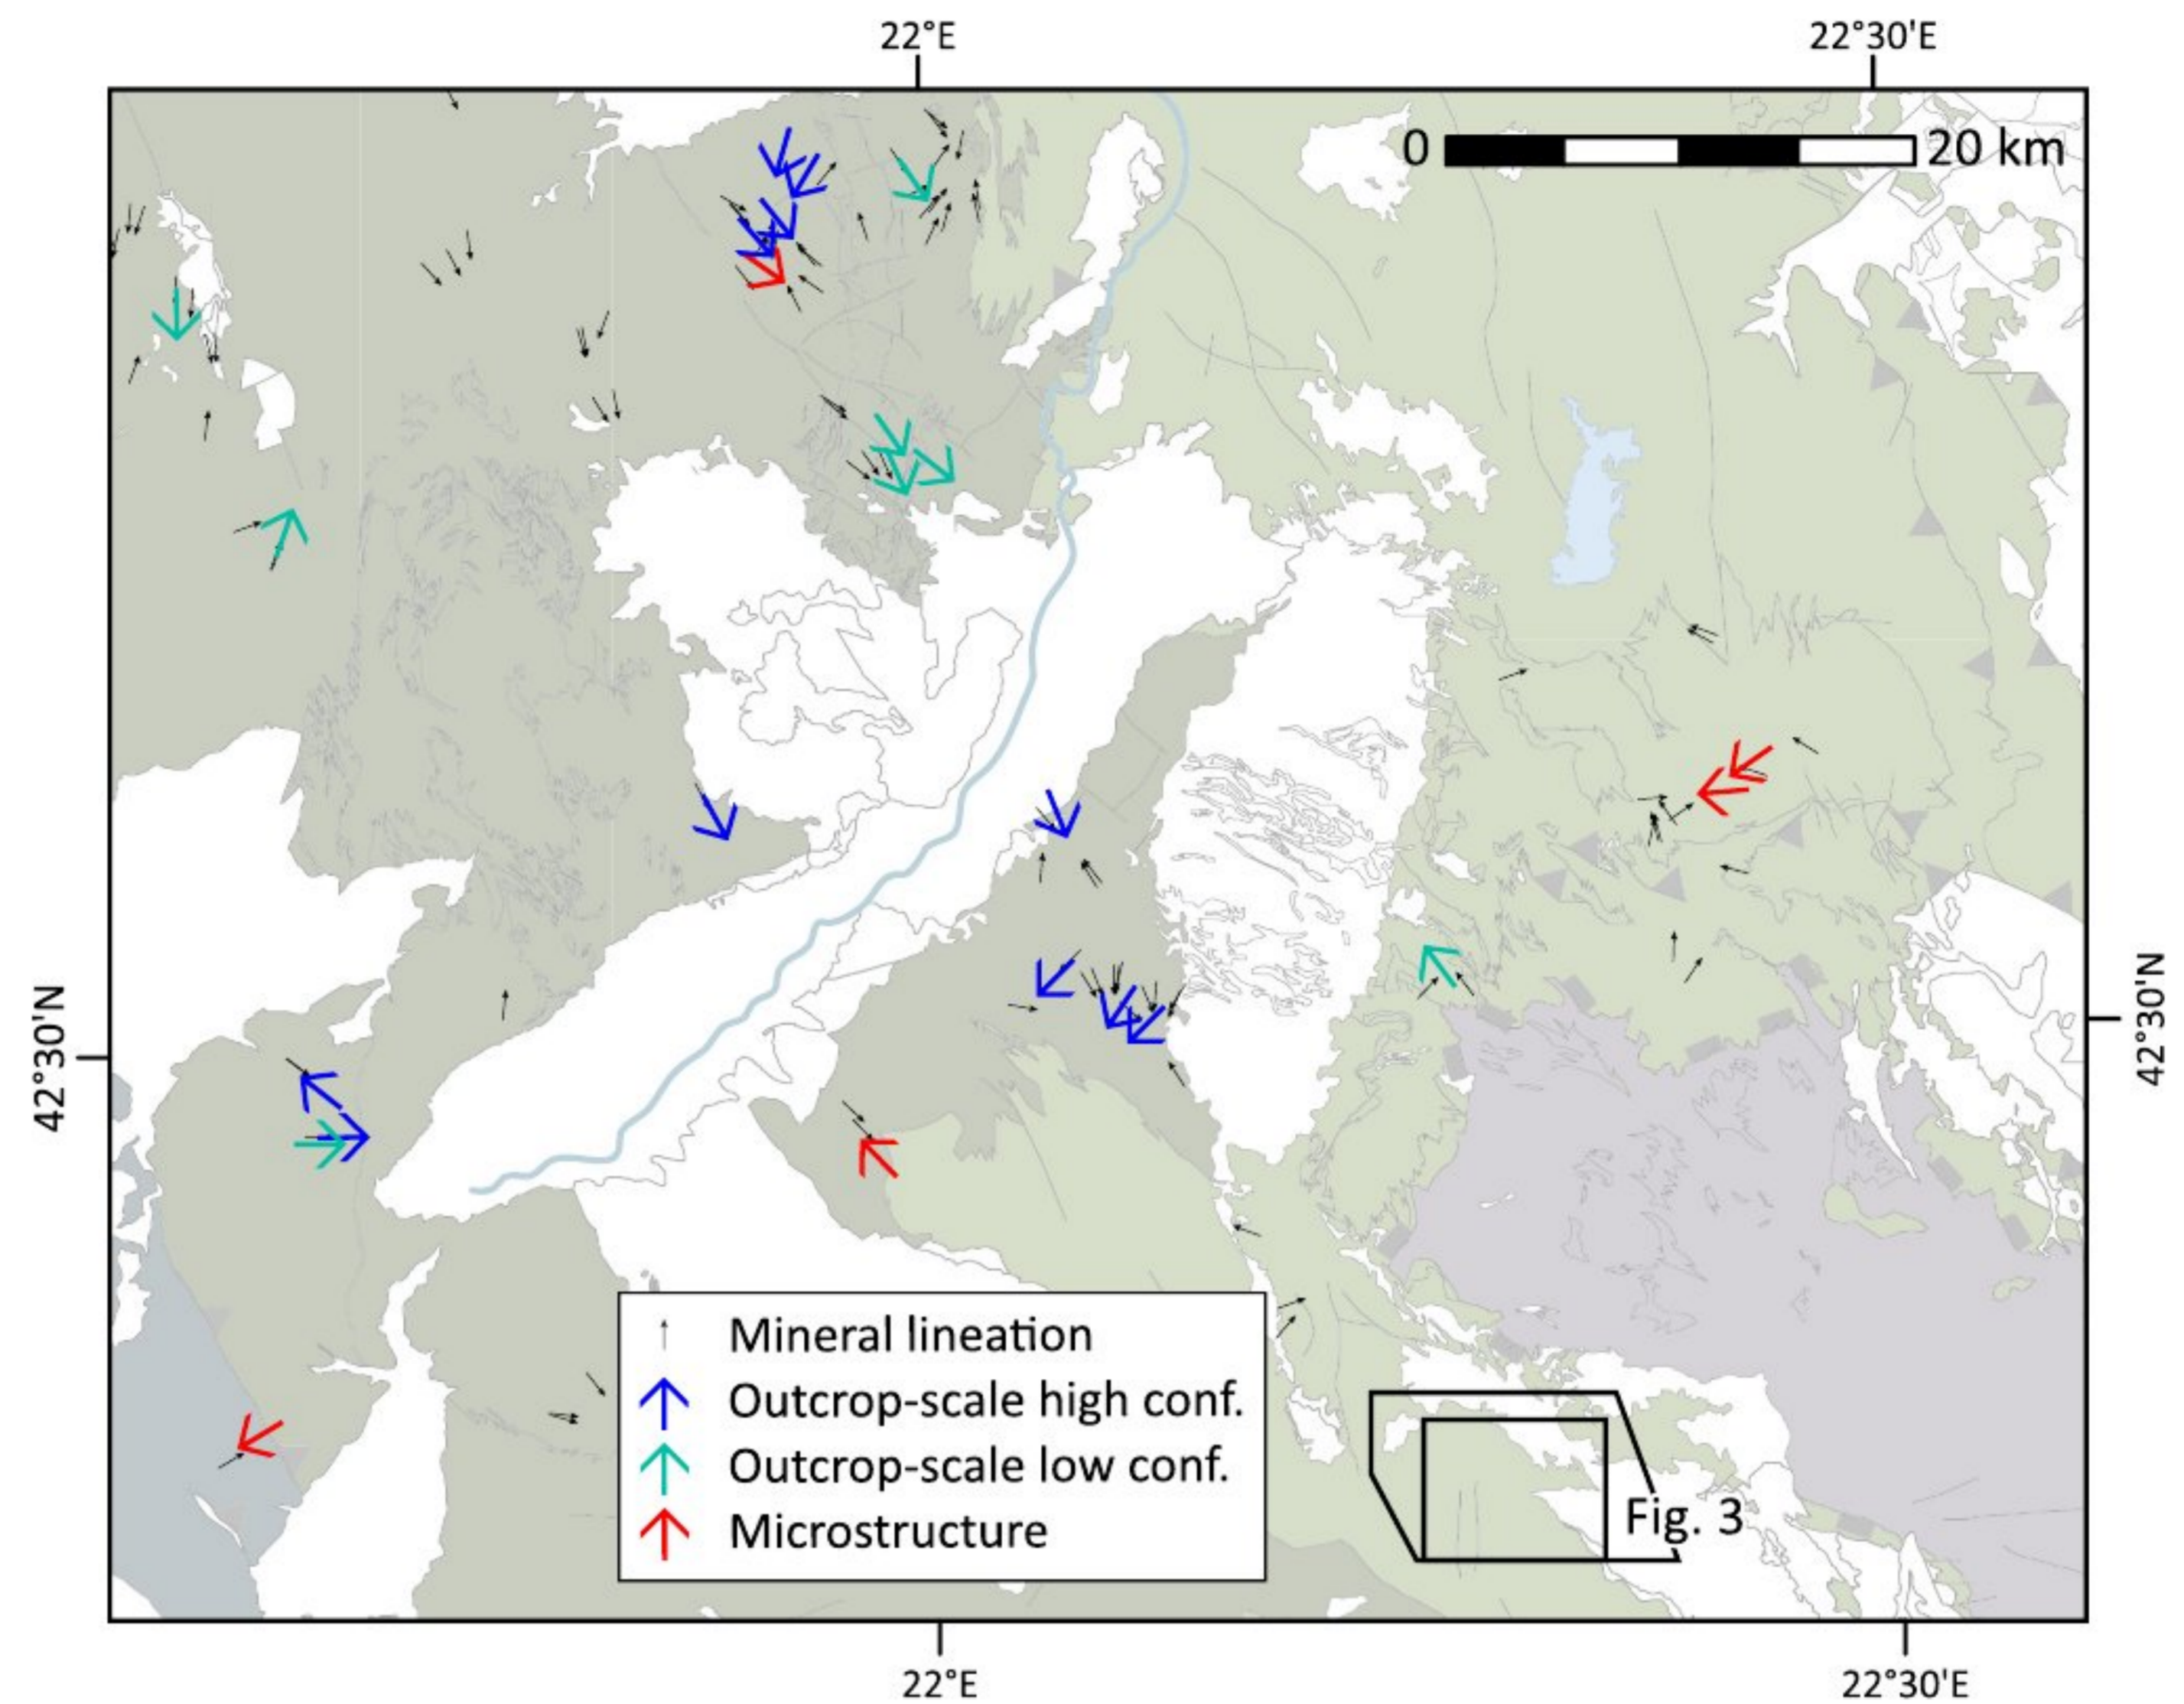 22°E
22°30'E
0
20 km
42°30'N
42°30'N
Mineral lineation
Outcrop-scale high conf.
Outcrop-scale low conf.
Microstructure
Fig. 3
22°E
22°30'E